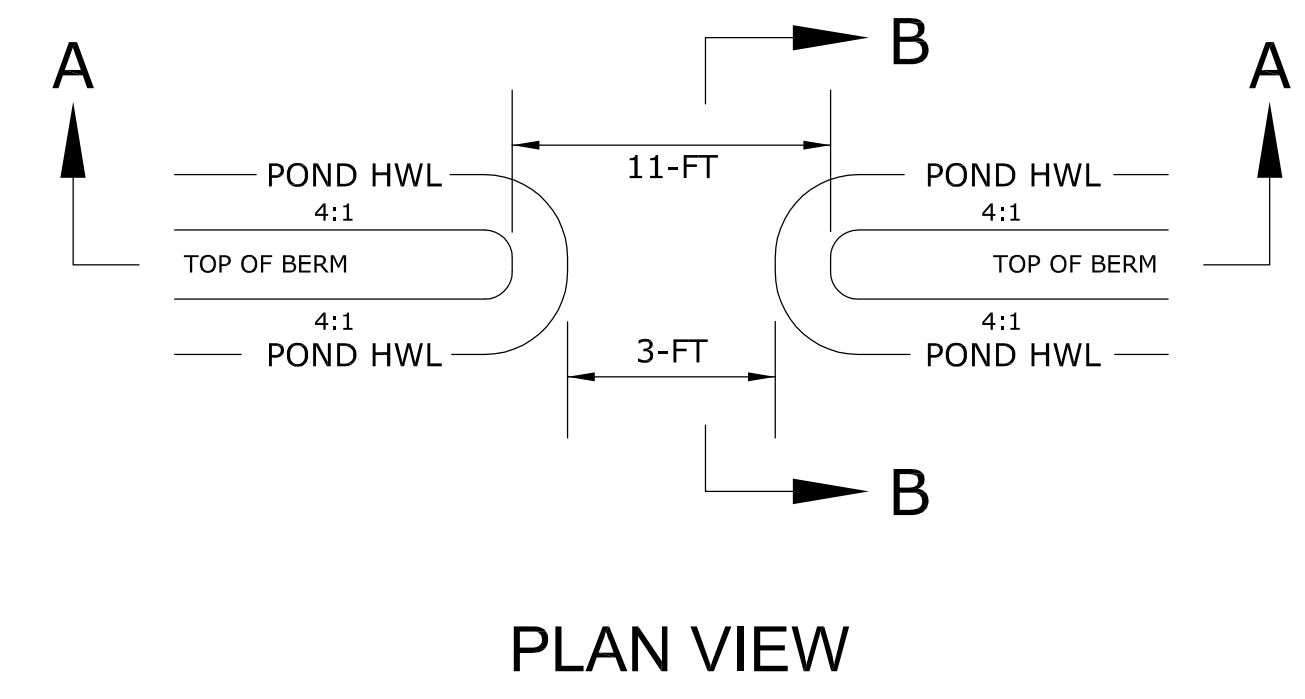 B
A
A
11-FT
POND HWL
POND HWL
4:1
4:1
TOP OF BERM
TOP OF BERM
4:1
4:1
POND HWL
3-FT
POND HWL
B
PLAN VIEW